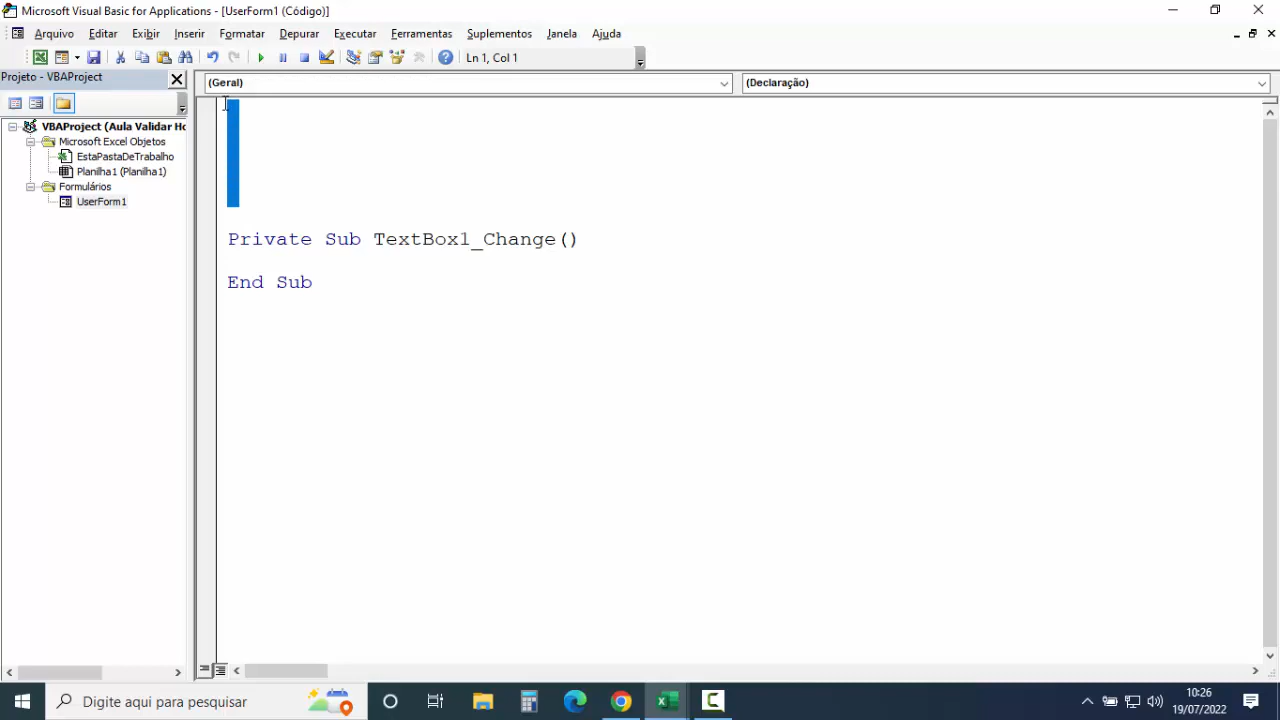 Microsoft Visual Basic for Applications - [UserForm1 (Código)]
Arquivo Editar Exibir Inserir Formatar Depurar Executar Ferramentas Suplementos Janela Ajuda
Ln 1, Col 1
Projeto - VBAProject
(Geral) (Declaração)
VBAProject (Aula Validar Ho
Microsoft Excel Objetos
EstaPastaDeTrabalho
Planilha1 (Planilha1)
Formulários
UserForm1
Private Sub TextBox1_Change()
End Sub
Digite aqui para pesquisar
10:26
19/07/2022